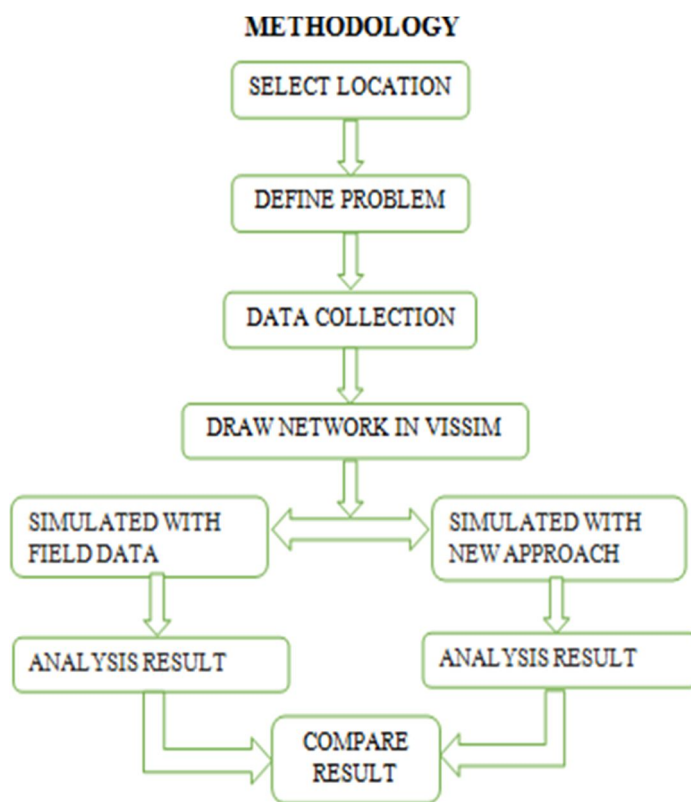 METHODOLOGY
SELECT LOCATION
DEFINE PROBLEM
DATA COLLECTION
DRAW NETWORK IN VISSIM
SIMULATED WITH
FIELD DATA
SIMULATED WITH
NEW APPROACH
ANALYSIS RESULT
ANALYSIS RESULT
COMPARE
RESULT